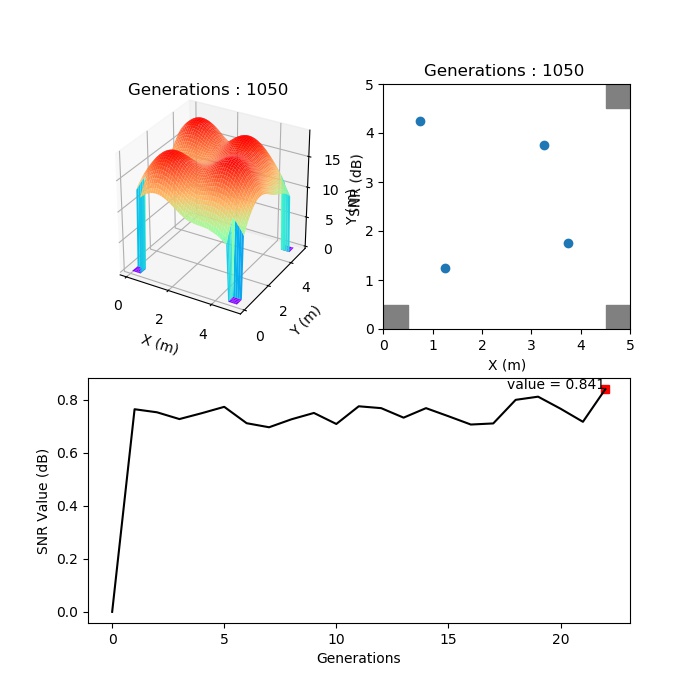 Generations : 1050
15
10
5
0
SNR (dB)
0
2
4
X (m)
0
2
4
Y (m)
Generations : 1050
5
4
3
2
1
0
Y (m)
0 1 2 3 4 5
X (m)
value = 0.841
0.8
0.6
0.4
0.2
0.0
SNR Value (dB)
0 5 10 15 20
Generations